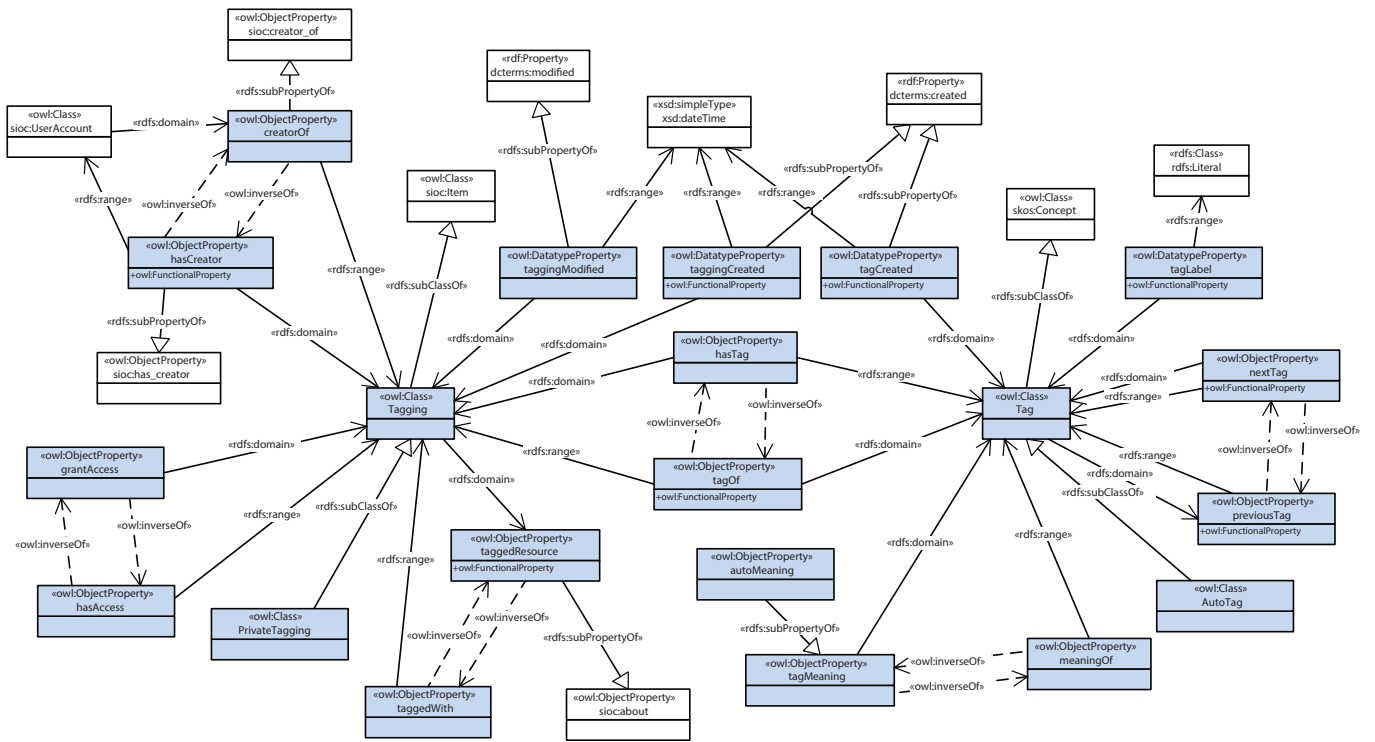 «owl:ObjectProperty»
sioc:creator_of
«rdfs:subPropertyOf»
«owl:Class»
sioc:UserAccount
«rdfs:domain»
«owl:ObjectProperty»
creatorOf
«rdf:Property»
dcterms:modified
«xsd:simpleType»
xsd:dateTime
«rdf:Property»
dcterms:created
«rdfs:subPropertyOf»
«rdfs:subPropertyOf»
«rdfs:Class»
rdfs:Literal
«owl:Class»
sioc:Item
«owl:Class»
skos:Concept
«rdfs:range»
«owl:inverseOf»
«owl:inverseOf»
«rdfs:range»
«rdfs:range»
«rdfs:range»
«rdfs:subPropertyOf»
«rdfs:range»
«owl:ObjectProperty»
hasCreator
+owl:FunctionalProperty
«rdfs:range»
«rdfs:subClassOf»
«owl:DatatypeProperty»
taggingModified
«owl:DatatypeProperty»
taggingCreated
+owl:FunctionalProperty
«owl:DatatypeProperty»
tagCreated
+owl:FunctionalProperty
«rdfs:subClassOf»
«owl:DatatypeProperty»
tagLabel
+owl:FunctionalProperty
«rdfs:subPropertyOf»
«rdfs:domain»
«rdfs:domain»
«rdfs:domain»
«rdfs:domain»
«rdfs:domain»
«owl:ObjectProperty»
sioc:has_creator
«owl:ObjectProperty»
hasTag
«rdfs:domain»
«rdfs:range»
«owl:ObjectProperty»
nextTag
+owl:FunctionalProperty
«rdfs:domain»
«rdfs:range»
«owl:Class»
Tagging
«owl:inverseOf»
«owl:inverseOf»
«owl:Class»
Tag
«owl:inverseOf»
«owl:inverseOf»
«owl:ObjectProperty»
grantAccess
«rdfs:domain»
«rdfs:range»
«owl:ObjectProperty»
tagOf
+owl:FunctionalProperty
«rdfs:domain»
«rdfs:range»
«rdfs:domain»
«rdfs:subClassOf»
«owl:ObjectProperty»
previousTag
+owl:FunctionalProperty
«rdfs:domain»
«owl:inverseOf»
«owl:inverseOf»
«rdfs:range»
«rdfs:subClassOf»
«owl:ObjectProperty»
taggedResource
+owl:FunctionalProperty
«rdfs:range»
«owl:ObjectProperty»
autoMeaning
«rdfs:domain»
«rdfs:range»
«owl:ObjectProperty»
hasAccess
«owl:Class»
PrivateTagging
«owl:Class»
AutoTag
«owl:inverseOf»
«owl:inverseOf»
«rdfs:subPropertyOf»
«rdfs:subPropertyOf»
«owl:ObjectProperty»
tagMeaning
«owl:inverseOf»
«owl:inverseOf»
«owl:ObjectProperty»
meaningOf
«owl:ObjectProperty»
taggedWith
«owl:ObjectProperty»
sioc:about